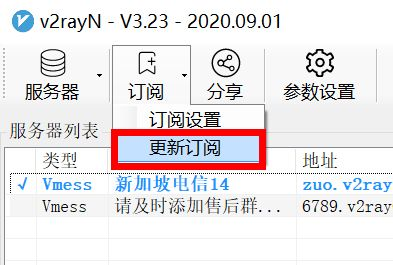 v2rayN - V3.23 - 2020.09.01
服务器 订阅 分享 参数设置
订阅设置
服务器列表
更新订阅
类型 地址
√ Vmess 新加坡电信14 zuo.v2ray
Vmess 请及时添加售后群... 6789.v2ray